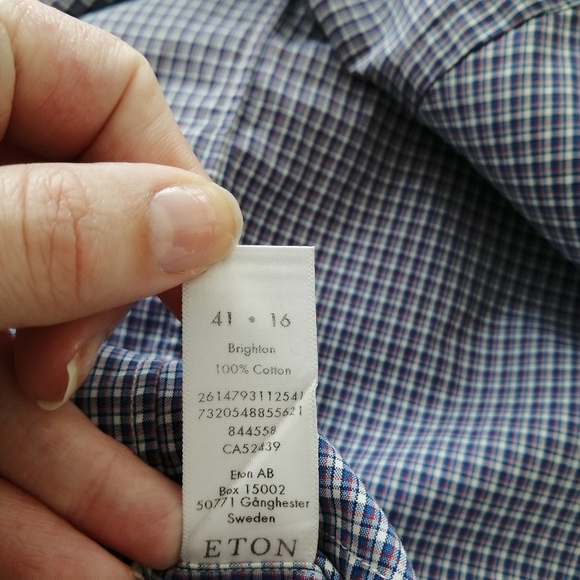 41 • 16
Brighton
100% Cotton
2614793112541
7320548855621
844558
CA52439
Eton AB
Box 15002
50771 Gånghester
Sweden
ETON